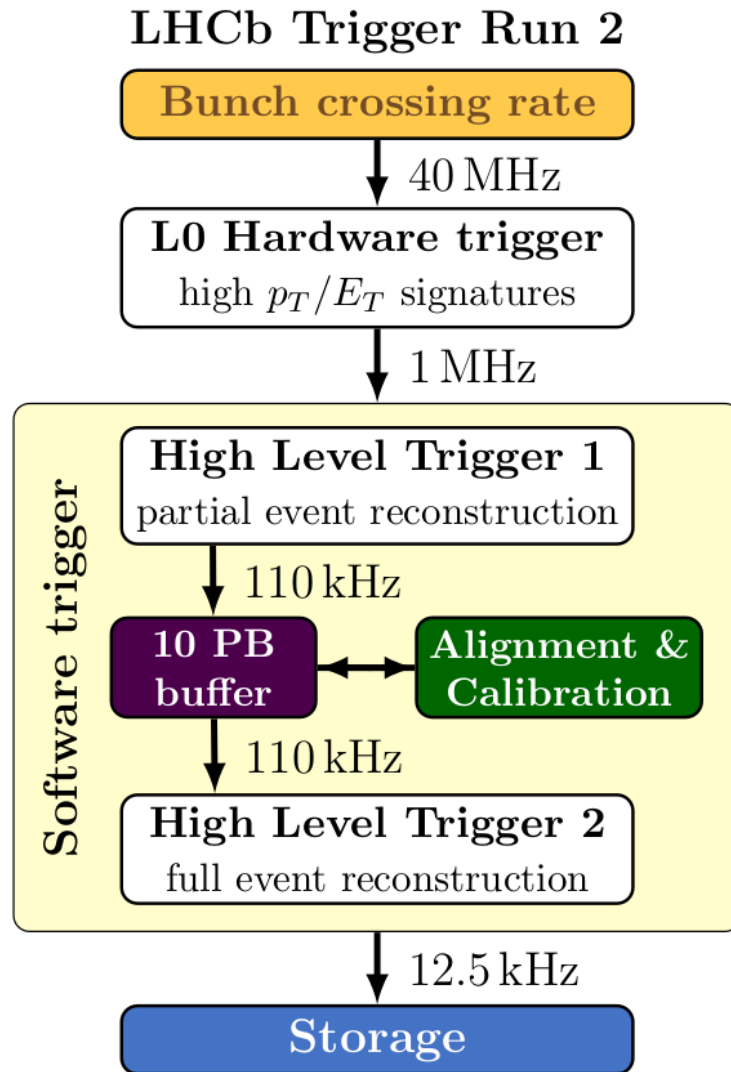 LHCb Trigger Run 2
Bunch crossing rate
40 MHz
L0 Hardware trigger
high p_T/E_T signatures
1 MHz
Software trigger
High Level Trigger 1
partial event reconstruction
110 kHz
10 PB
buffer
Alignment &
Calibration
110 kHz
High Level Trigger 2
full event reconstruction
12.5 kHz
Storage